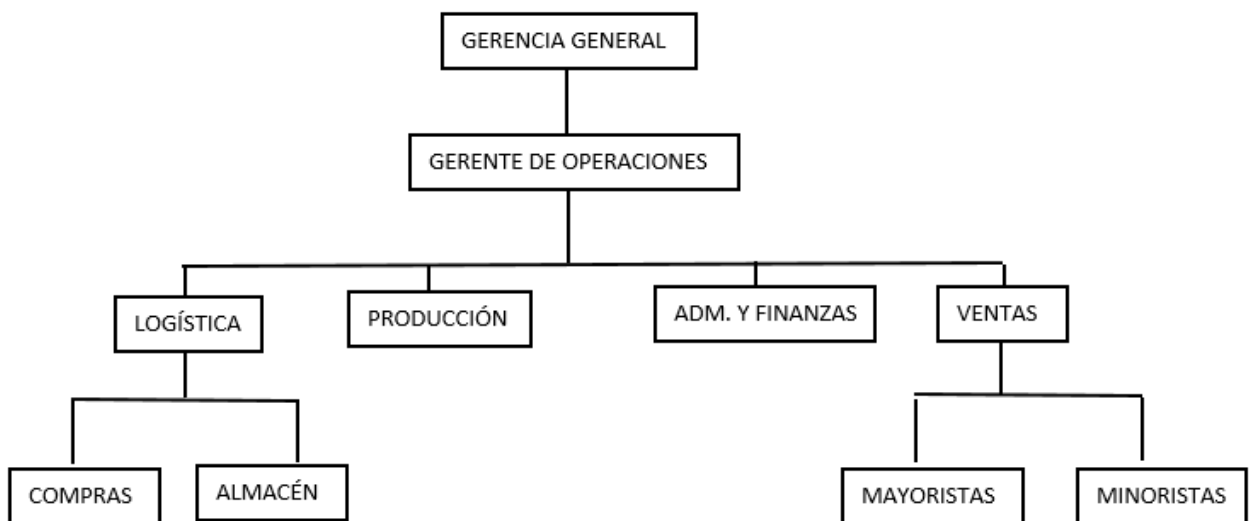 GERENCIA GENERAL
GERENTE DE OPERACIONES
LOGÍSTICA
PRODUCCIÓN
ADM. Y FINANZAS
VENTAS
COMPRAS
ALMACÉN
MAYORISTAS
MINORISTAS